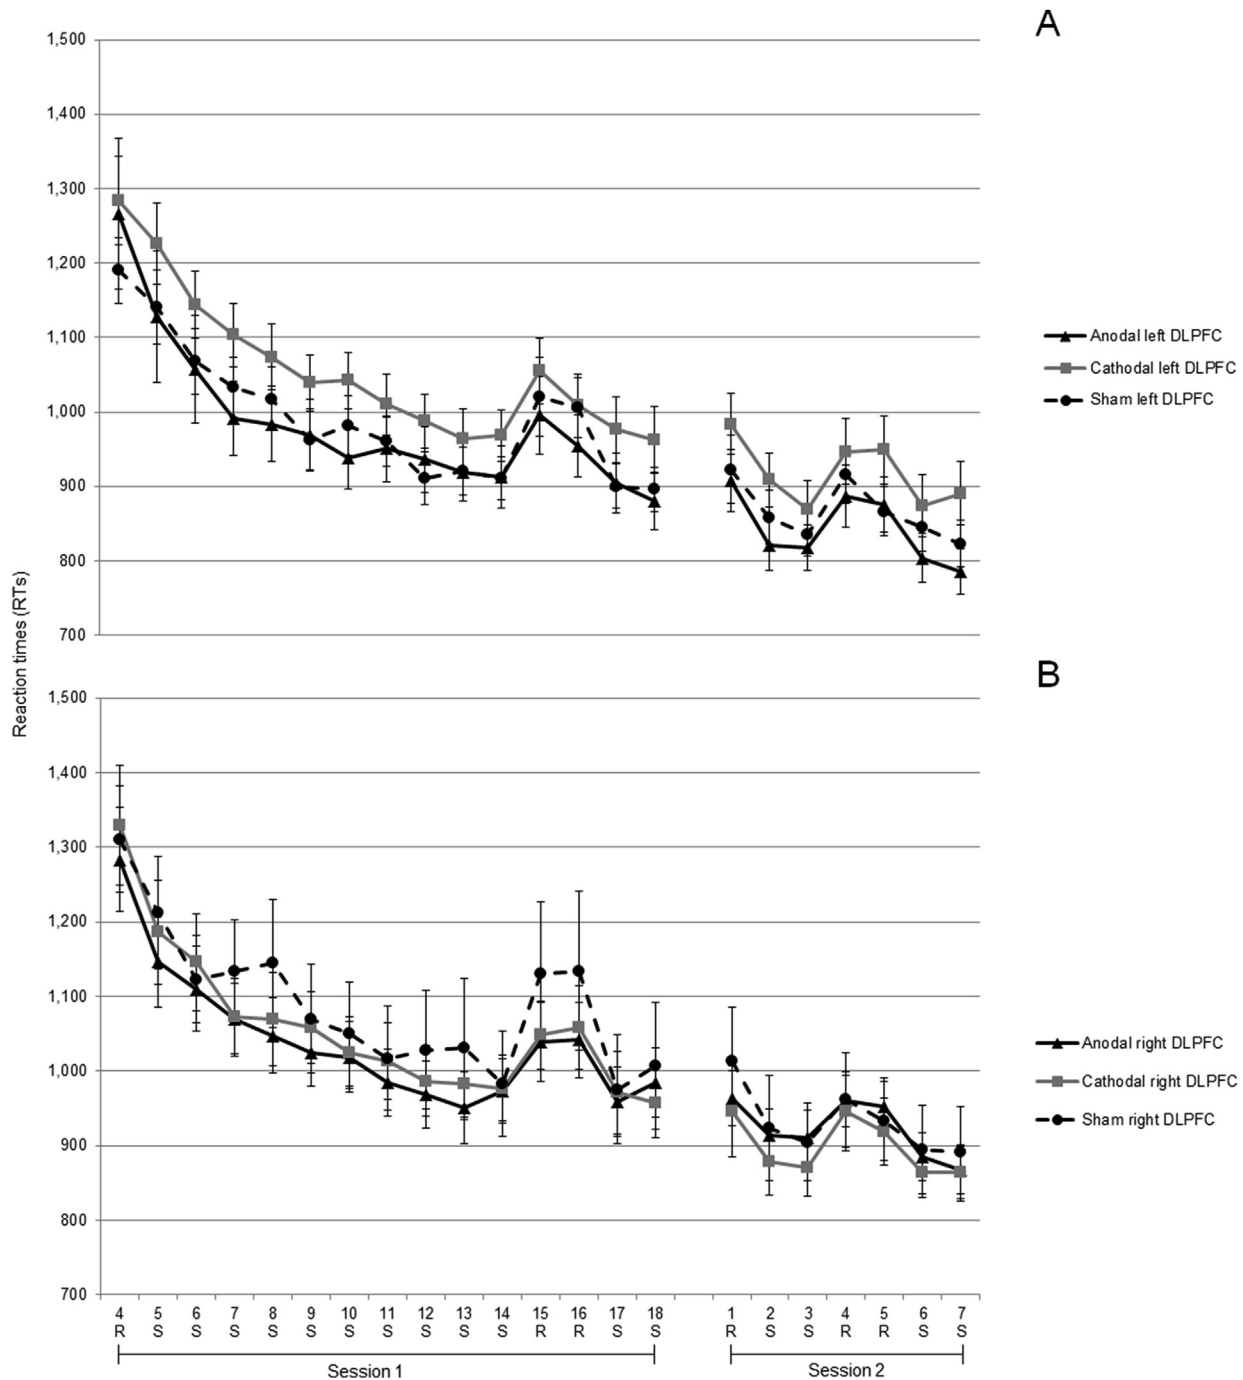 A
1,500
1,400
1,300
1,200
1,100
1,000
900
800
700
Anodal left DLPFC
Cathodal left DLPFC
Sham left DLPFC
Reaction times (RTs)
B
1,500
1,400
1,300
1,200
1,100
1,000
900
800
700
Anodal right DLPFC
Cathodal right DLPFC
Sham right DLPFC
4 5 6 7 8 9 10 11 12 13 14 15 16 17 18 1 2 3 4 5 6 7
R S S S S S S S S S S R R S S R S S R R S S
Session 1 Session 2